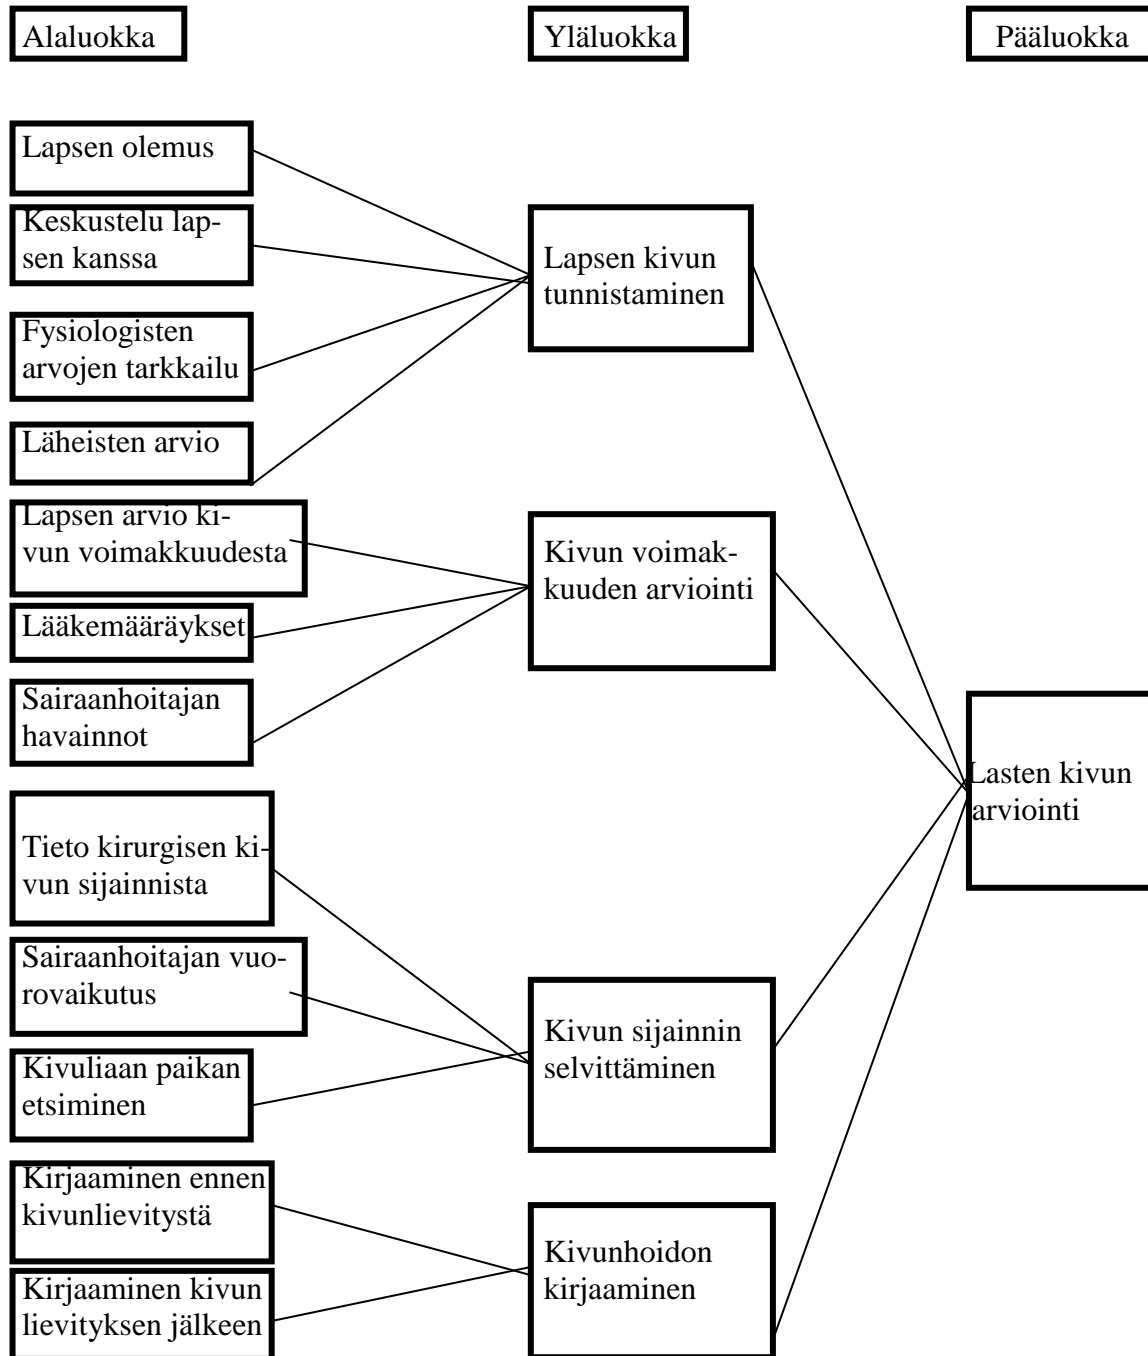 Alaluokka
Yläluokka
Pääluokka
Lapsen olemus
Keskustelu lap-
sen kanssa
Fysiologisten
arvojen tarkkailu
Läheisten arvio
Lapsen kivun
tunnistaminen
Lapsen arvio ki-
vun voimakkuudesta
Lääkemääräykset
Sairaanhoitajan
havainnot
Kivun voimak-
kuuden arviointi
Tieto kirurgisen ki-
vun sijainnista
Sairaanhoitajan vuo-
rovaikutus
Kivuliaan paikan
etsiminen
Kivun sijainnin
selvittäminen
Kirjaaminen ennen
kivunlievitystä
Kirjaaminen kivun
lievityksen jälkeen
Kivunhoidon
kirjaaminen
Lasten kivun
arviointi